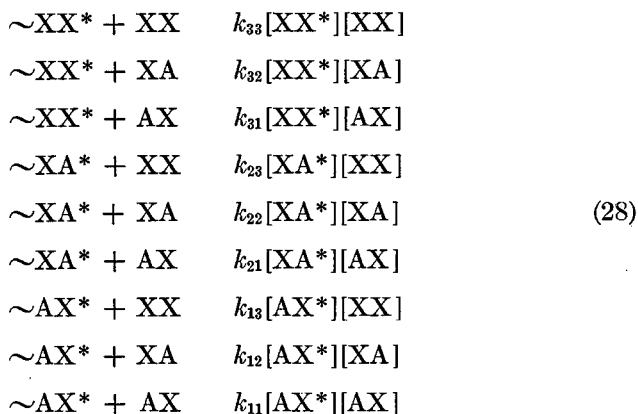 ∼XX* + XX k₃₃[XX*][XX]
∼XX* + XA k₃₂[XX*][XA]
∼XX* + AX k₃₁[XX*][AX]
∼XA* + XX k₂₃[XA*][XX]
∼XA* + XA k₂₂[XA*][XA] (28)
∼XA* + AX k₂₁[XA*][AX]
∼AX* + XX k₁₃[AX*][XX]
∼AX* + XA k₁₂[AX*][XA]
∼AX* + AX k₁₁[AX*][AX]